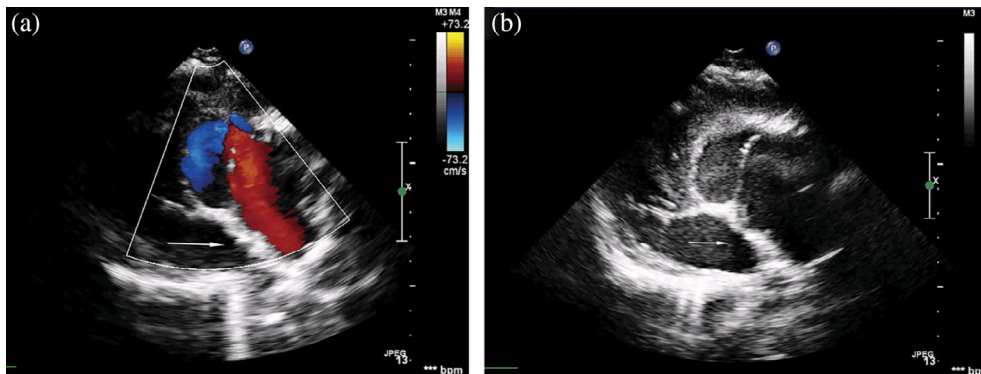 (a)
M3 M4
+73.2
P
-73.2
cm/s
x
JPEG
13
*** bpm
(b)
M3
P
x
JPEG
13
*** bp